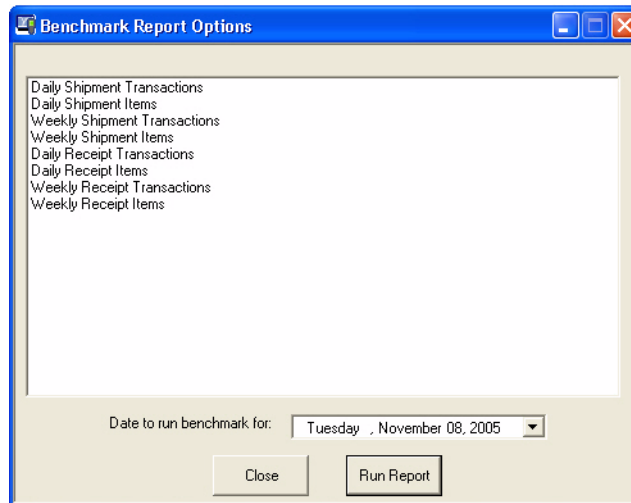 Benchmark Report Options
Daily Shipment Transactions
Daily Shipment Items
Weekly Shipment Transactions
Weekly Shipment Items
Daily Receipt Transactions
Daily Receipt Items
Weekly Receipt Transactions
Weekly Receipt Items
Date to run benchmark for: Tuesday , November 08, 2005
Close Run Report